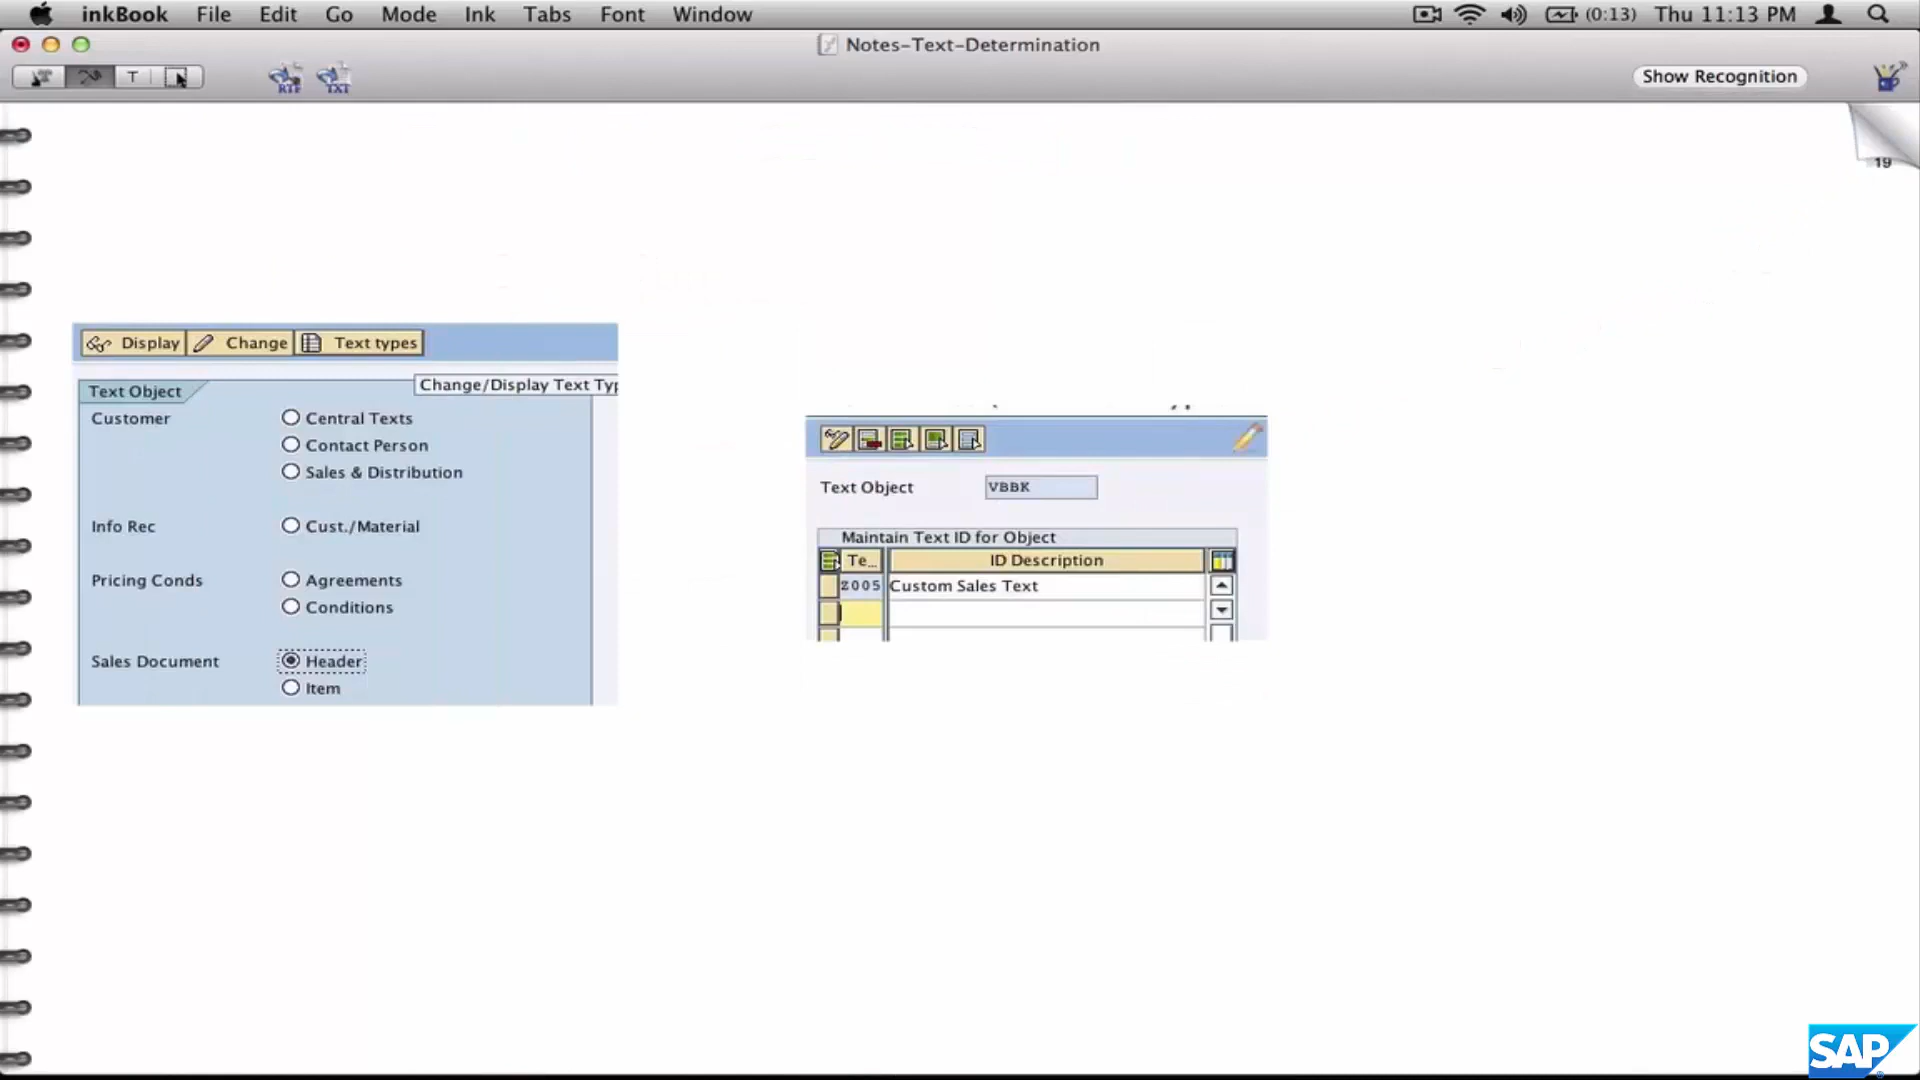 inkBook File Edit Go Mode Ink Tabs Font Window (0:13) Thu 11:13 PM
Notes-Text-Determination
T RTF TXT Show Recognition
19
Display Change Text types
Change/Display Text Typ
Text Object
Customer Central Texts
Contact Person
Sales & Distribution
Info Rec Cust./Material
Pricing Conds Agreements
Conditions
Sales Document Header
Item
Text Object VBBK
Maintain Text ID for Object
Te... ID Description
Z005 Custom Sales Text
SAP